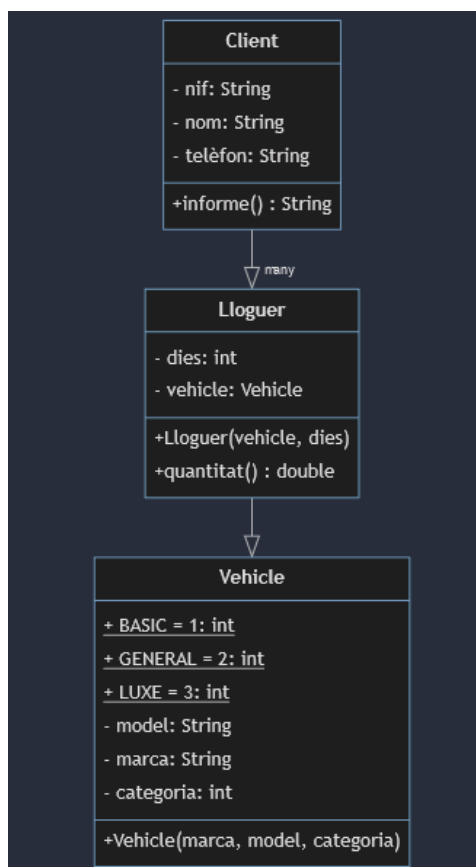 Client
- nif: String
- nom: String
- telèfon: String
+informe() : String
many
Lloguer
- dies: int
- vehicle: Vehicle
+Lloguer(vehicle, dies)
+quantitat() : double
Vehicle
+ BASIC = 1: int
+ GENERAL = 2: int
+ LUXE = 3: int
- model: String
- marca: String
- categoria: int
+Vehicle(marca, model, categoria)